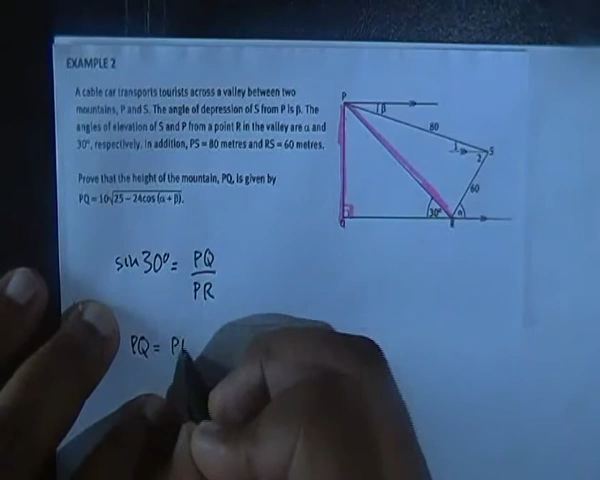 EXAMPLE 2
A cable car transports tourists across a valley between two
mountains, P and S. The angle of depression of S from P is β. The
angles of elevation of S and P from a point R in the valley are α and
30°, respectively. In addition, PS = 80 metres and RS = 60 metres.
Prove that the height of the mountain, PQ, is given by
PQ = 10√25 − 24cos (α + β).
P
1 β
80
1
S
2
60
30°
α
Q
R
sin 30° = PQ
PR
PQ = P